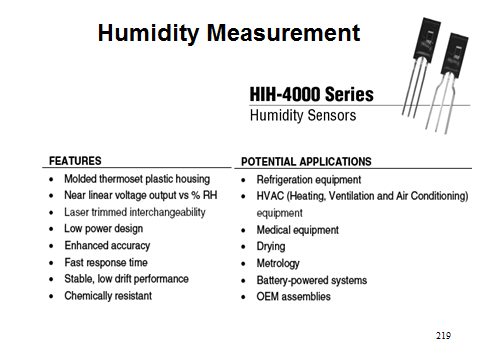 Humidity Measurement
HIH-4000 Series
Humidity Sensors
FEATURES
• Molded thermoset plastic housing
• Near linear voltage output vs % RH
• Laser trimmed interchangeability
• Low power design
• Enhanced accuracy
• Fast response time
• Stable, low drift performance
• Chemically resistant
POTENTIAL APPLICATIONS
• Refrigeration equipment
• HVAC (Heating, Ventilation and Air Conditioning)
equipment
• Medical equipment
• Drying
• Metrology
• Battery-powered systems
• OEM assemblies
219